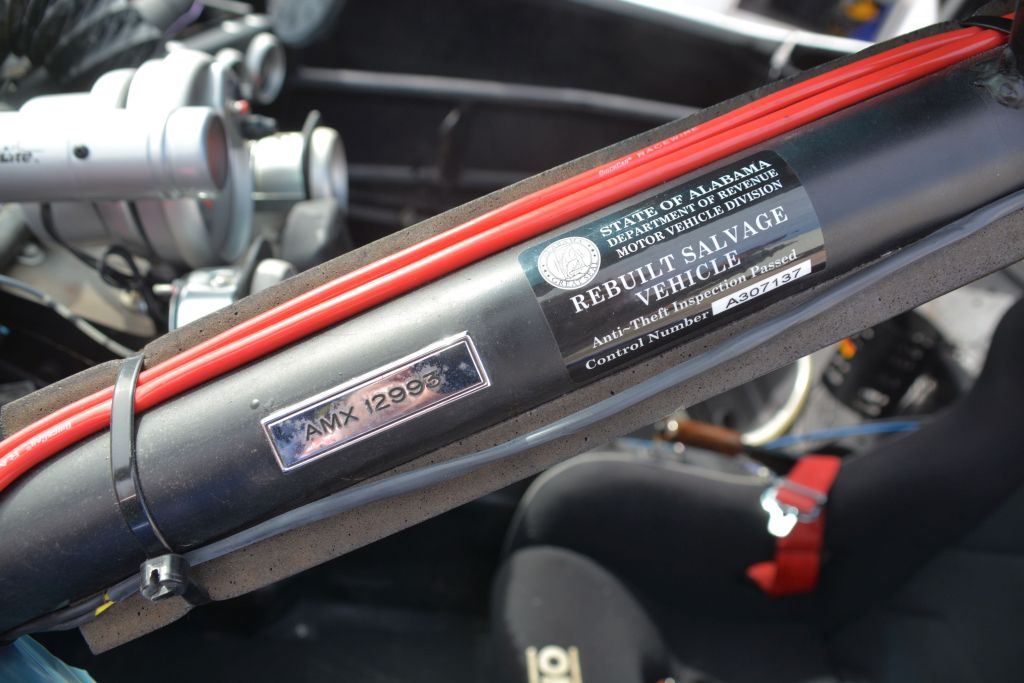 STATE OF ALABAMA
DEPARTMENT OF REVENUE
MOTOR VEHICLE DIVISION
REBUILT SALVAGE
VEHICLE
Anti~Theft Inspection Passed
Control Number A307137
AMX 12993
RACEWIRE